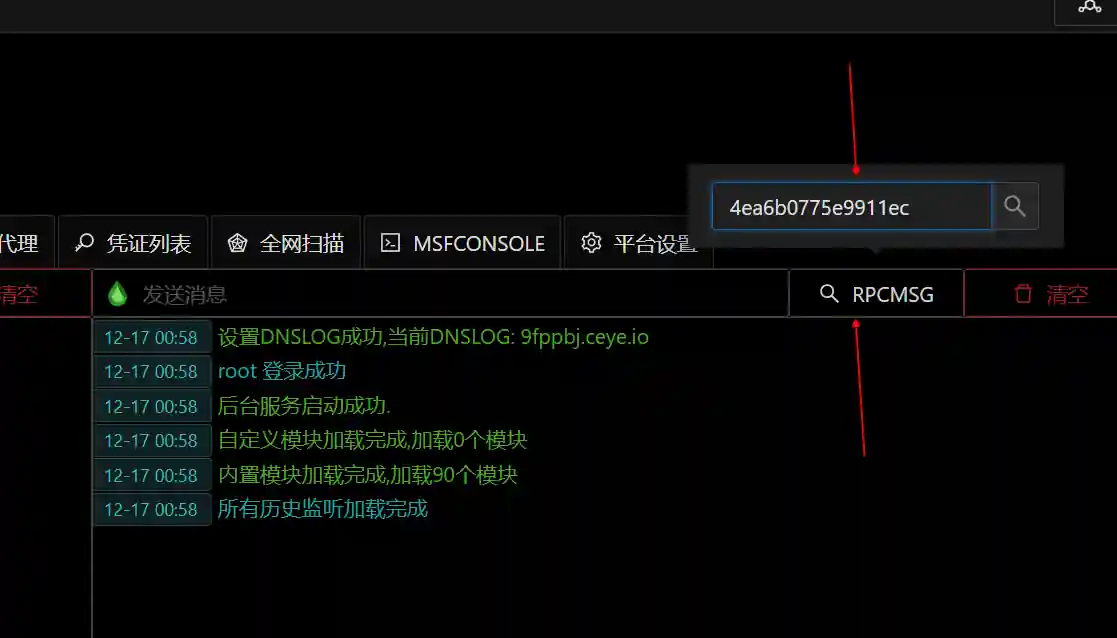 4ea6b0775e9911ec
代理 凭证列表 全网扫描 MSFCONSOLE 平台设置
清空 发送消息 RPCMSG 清空
12-17 00:58 设置DNSLOG成功,当前DNSLOG: 9fppbj.ceye.io
12-17 00:58 root 登录成功
12-17 00:58 后台服务启动成功.
12-17 00:58 自定义模块加载完成,加载0个模块
12-17 00:58 内置模块加载完成,加载90个模块
12-17 00:58 所有历史监听加载完成